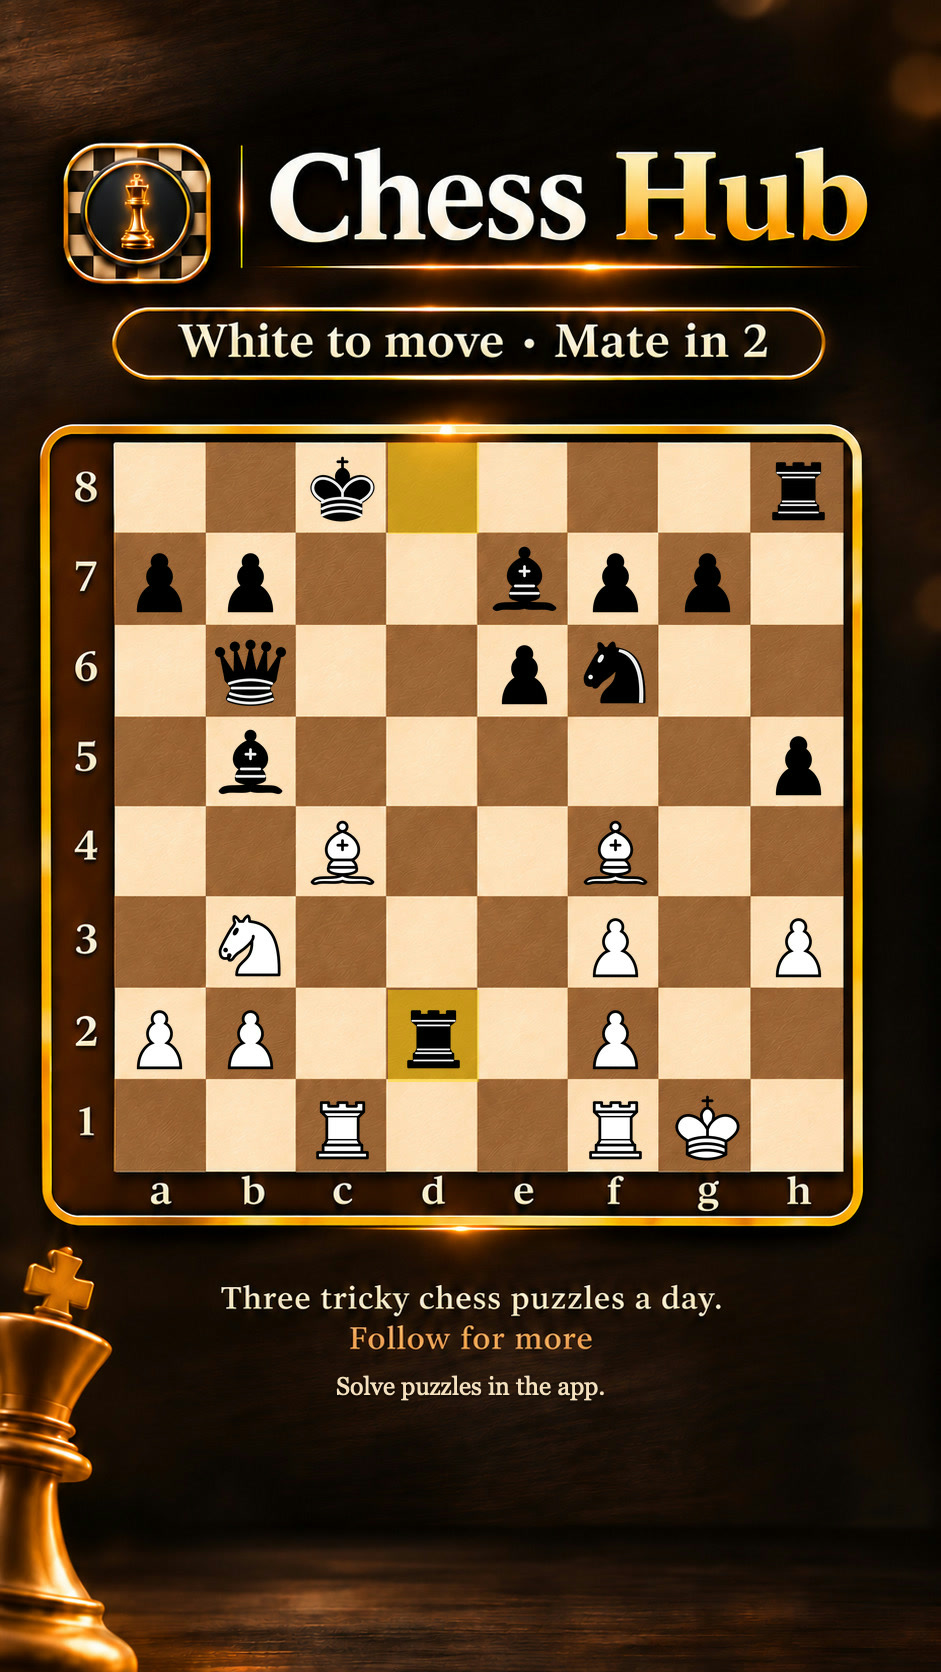 Chess Hub
White to move • Mate in 2
8
7
6
5
4
3
2
1
a b c d e f g h
Three tricky chess puzzles a day.
Follow for more
Solve puzzles in the app.